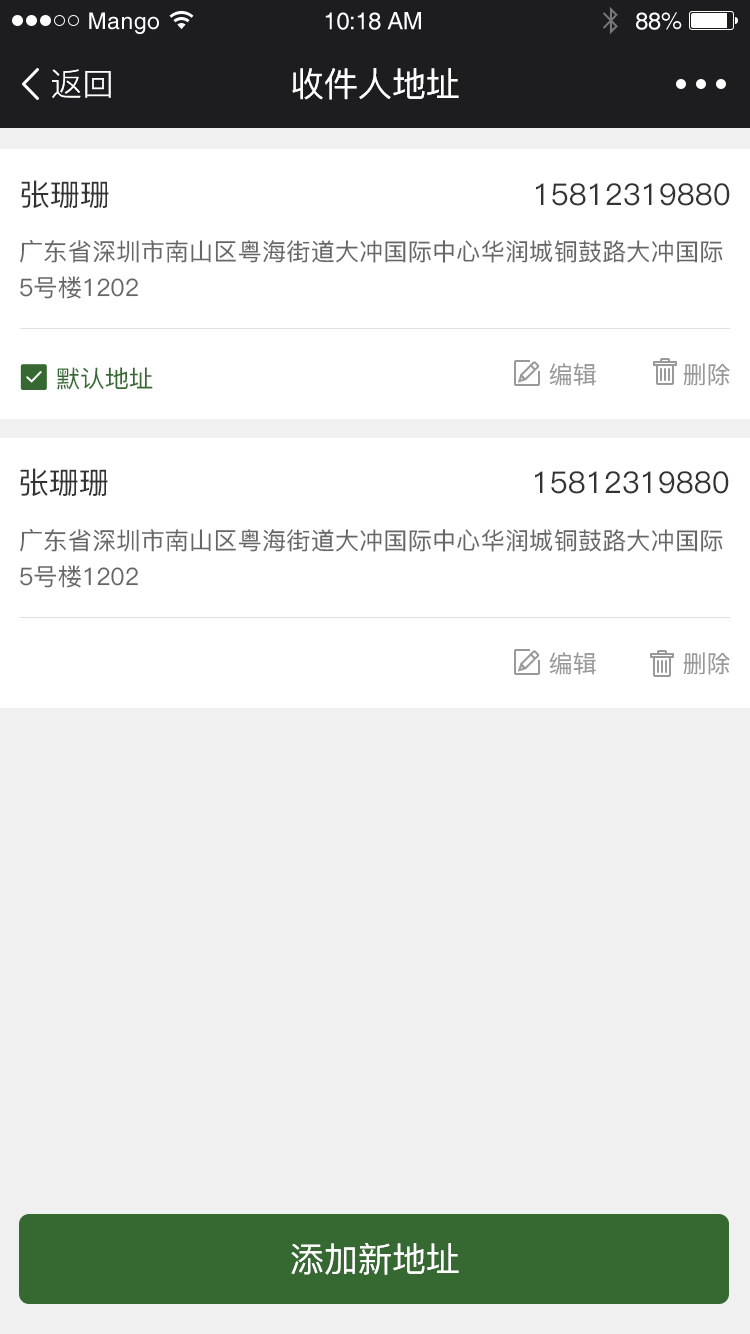 Mango 10:18 AM 88%
返回 收件人地址
张珊珊 15812319880
广东省深圳市南山区粤海街道大冲国际中心华润城铜鼓路大冲国际
5号楼1202
默认地址 编辑 删除
张珊珊 15812319880
广东省深圳市南山区粤海街道大冲国际中心华润城铜鼓路大冲国际
5号楼1202
编辑 删除
添加新地址